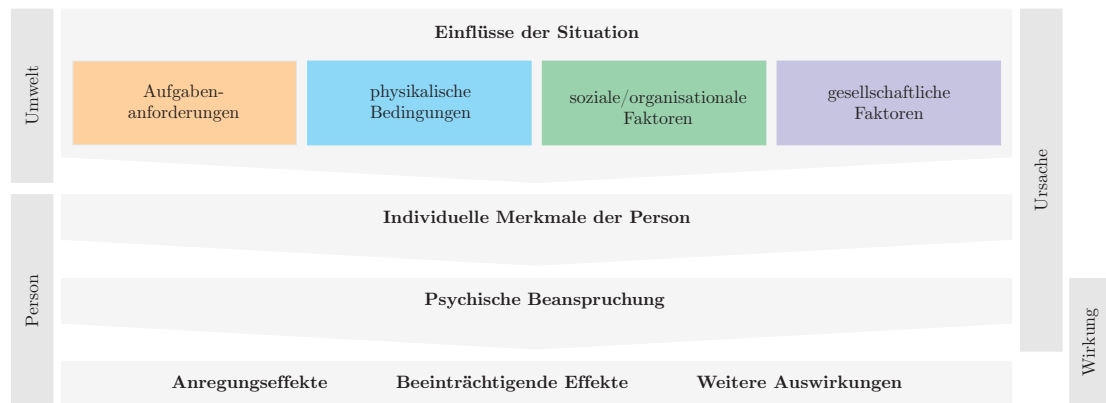 Umwelt
Einflüsse der Situation
Aufgaben-
anforderungen
physikalische
Bedingungen
soziale/organisationale
Faktoren
gesellschaftliche
Faktoren
Ursache
Person
Individuelle Merkmale der Person
Psychische Beanspruchung
Wirkung
Anregungseffekte Beeinträchtigende Effekte Weitere Auswirkungen